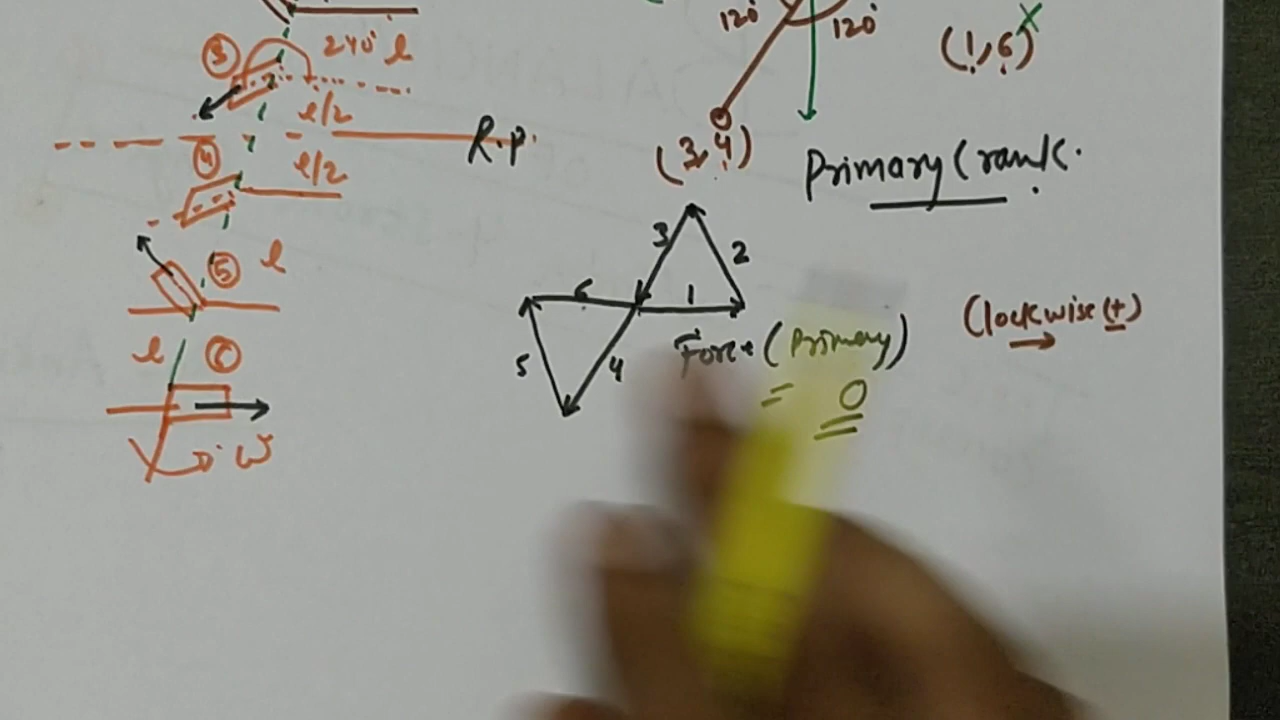 3
240° l
l/2
R.P.
4
l/2
5 l
l 6
ω
120° 120°
(1,6)
(3,4)
Primary Crank.
3 2
6 1
5 4
Force (Primary)
= 0
Clockwise (+)